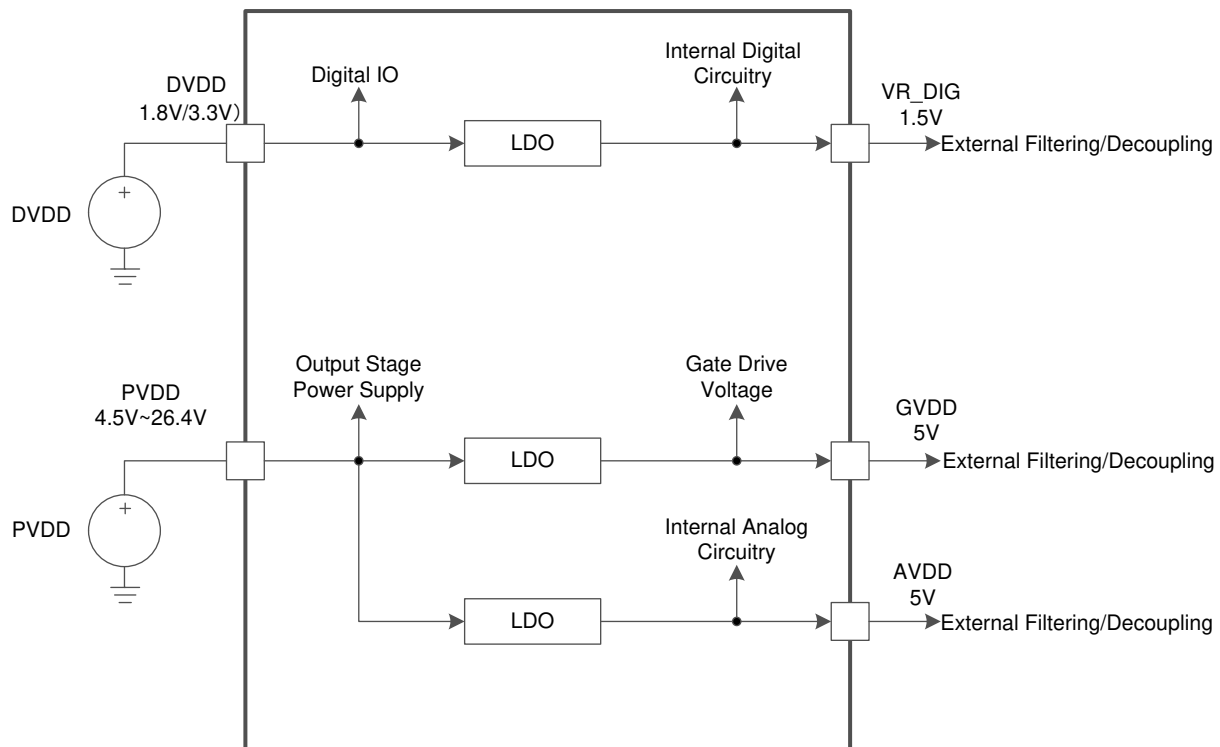 DVDD
1.8V/3.3V）
Digital IO
Internal Digital
Circuitry
VR_DIG
1.5V
LDO
External Filtering/Decoupling
+
DVDD
Output Stage
Power Supply
Gate Drive
Voltage
PVDD
4.5V~26.4V
GVDD
5V
LDO
External Filtering/Decoupling
+
PVDD
Internal Analog
Circuitry
AVDD
5V
LDO
External Filtering/Decoupling